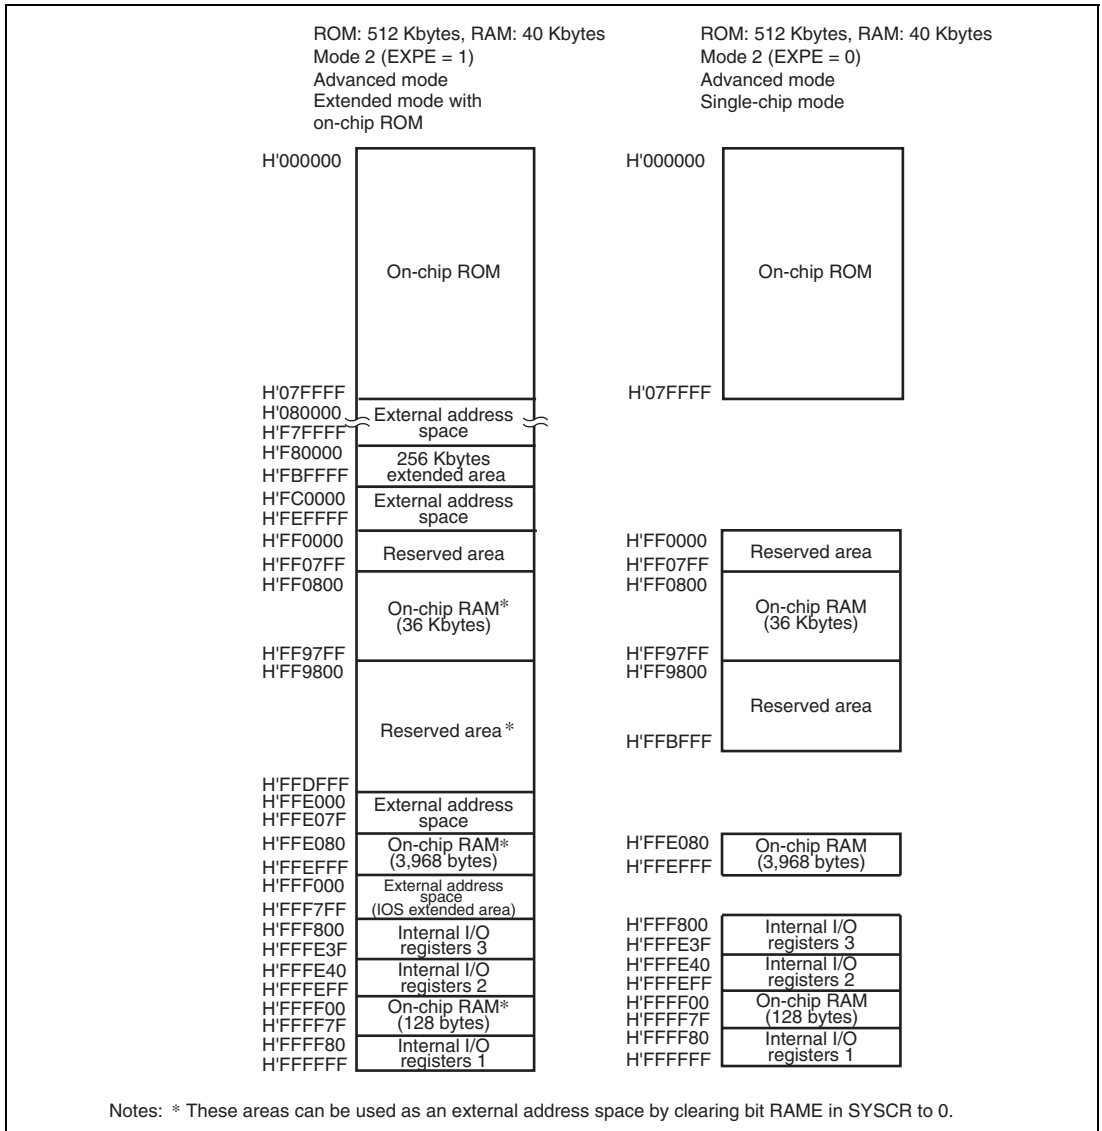 ROM: 512 Kbytes, RAM: 40 Kbytes
Mode 2 (EXPE = 1)
Advanced mode
Extended mode with
on-chip ROM
H'000000
On-chip ROM
H'07FFFF
H'080000
External address
space
H'F7FFFF
H'F80000
256 Kbytes
extended area
H'FBFFFF
H'FC0000
External address
space
H'FEFFFF
H'FF0000
Reserved area
H'FF07FF
H'FF0800
On-chip RAM*
(36 Kbytes)
H'FF97FF
H'FF9800
Reserved area*
H'FFDFFF
H'FFE000
External address
space
H'FFE07F
H'FFE080
On-chip RAM*
(3,968 bytes)
H'FFEFFF
H'FFF000
External address
space
(IOS extended area)
H'FFF7FF
H'FFF800
Internal I/O
registers 3
H'FFFE3F
H'FFFE40
Internal I/O
registers 2
H'FFFEFF
H'FFFF00
On-chip RAM*
(128 bytes)
H'FFFF7F
H'FFFF80
Internal I/O
registers 1
H'FFFFFF
ROM: 512 Kbytes, RAM: 40 Kbytes
Mode 2 (EXPE = 0)
Advanced mode
Single-chip mode
H'000000
On-chip ROM
H'07FFFF
H'FF0000
Reserved area
H'FF07FF
H'FF0800
On-chip RAM
(36 Kbytes)
H'FF97FF
H'FF9800
Reserved area
H'FFBFFF
H'FFE080
On-chip RAM
(3,968 bytes)
H'FFEFFF
H'FFF800
Internal I/O
registers 3
H'FFFE3F
H'FFFE40
Internal I/O
registers 2
H'FFFEFF
H'FFFF00
On-chip RAM
(128 bytes)
H'FFFF7F
H'FFFF80
Internal I/O
registers 1
H'FFFFFF
Notes: * These areas can be used as an external address space by clearing bit RAME in SYSCR to 0.